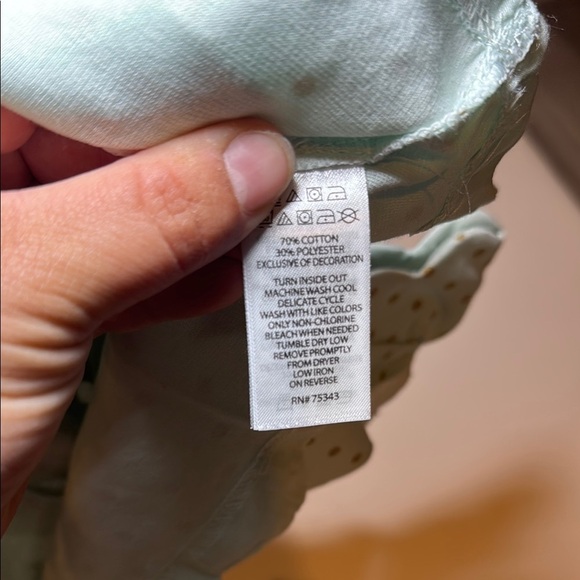 70% COTTON
30% POLYESTER
EXCLUSIVE OF DECORATION
TURN INSIDE OUT
MACHINE WASH COOL
DELICATE CYCLE
WASH WITH LIKE COLORS
ONLY NON-CHLORINE
BLEACH WHEN NEEDED
TUMBLE DRY LOW
REMOVE PROMPTLY
FROM DRYER
LOW IRON
ON REVERSE
RN# 75343